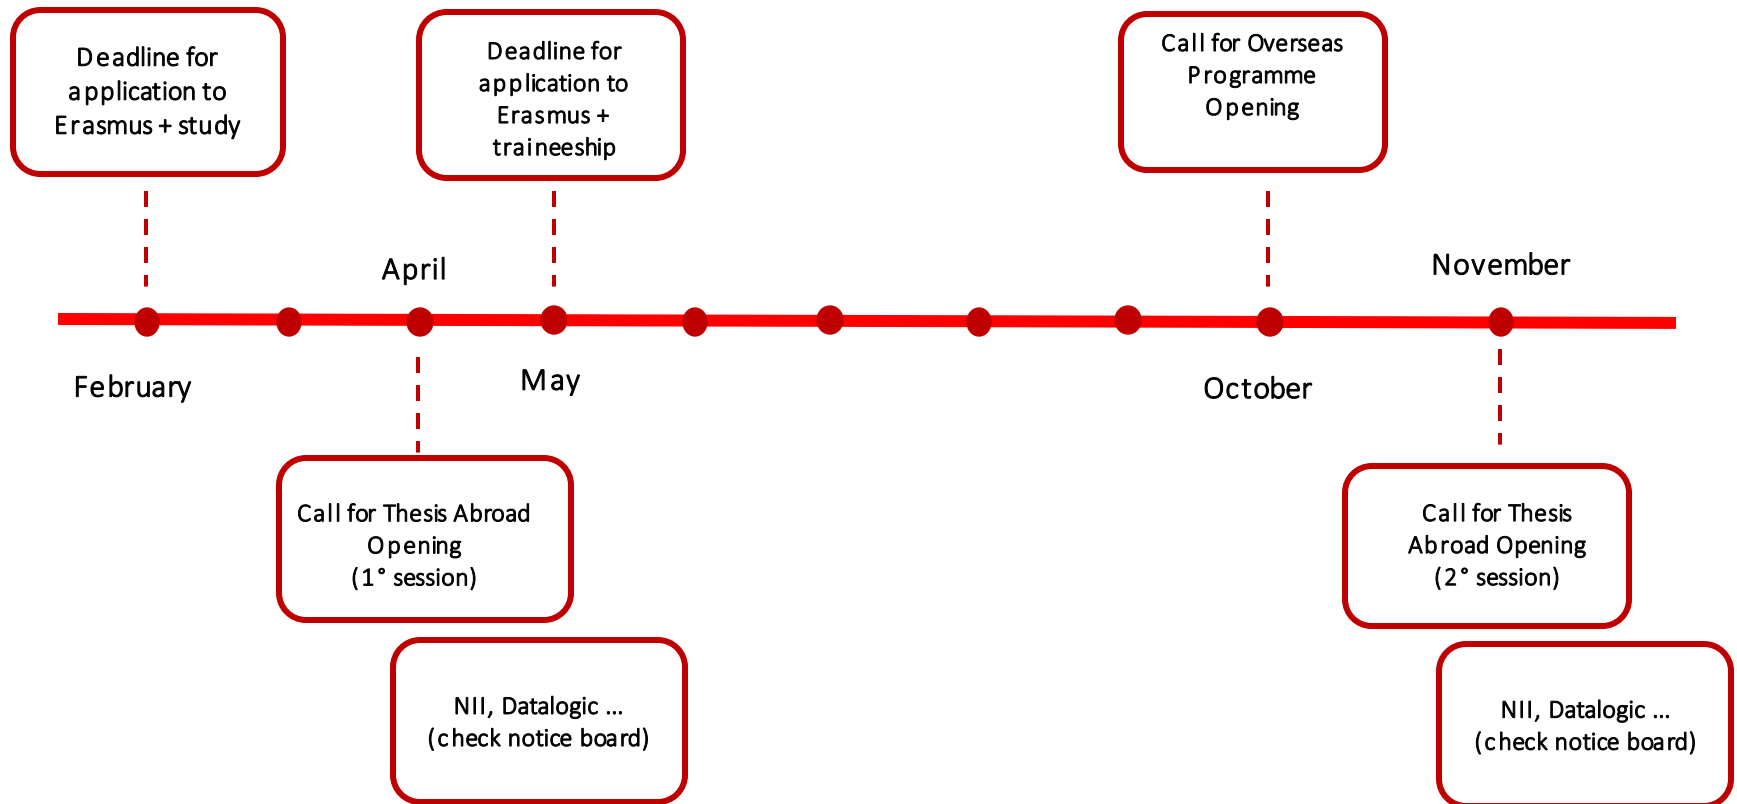 Deadline for
application to
Erasmus + study
Deadline for
application to
Erasmus +
traineeship
Call for Overseas
Programme
Opening
April
November
February
May
October
Call for Thesis Abroad
Opening
(1° session)
Call for Thesis
Abroad Opening
(2° session)
NII, Datalogic ...
(check notice board)
NII, Datalogic ...
(check notice board)